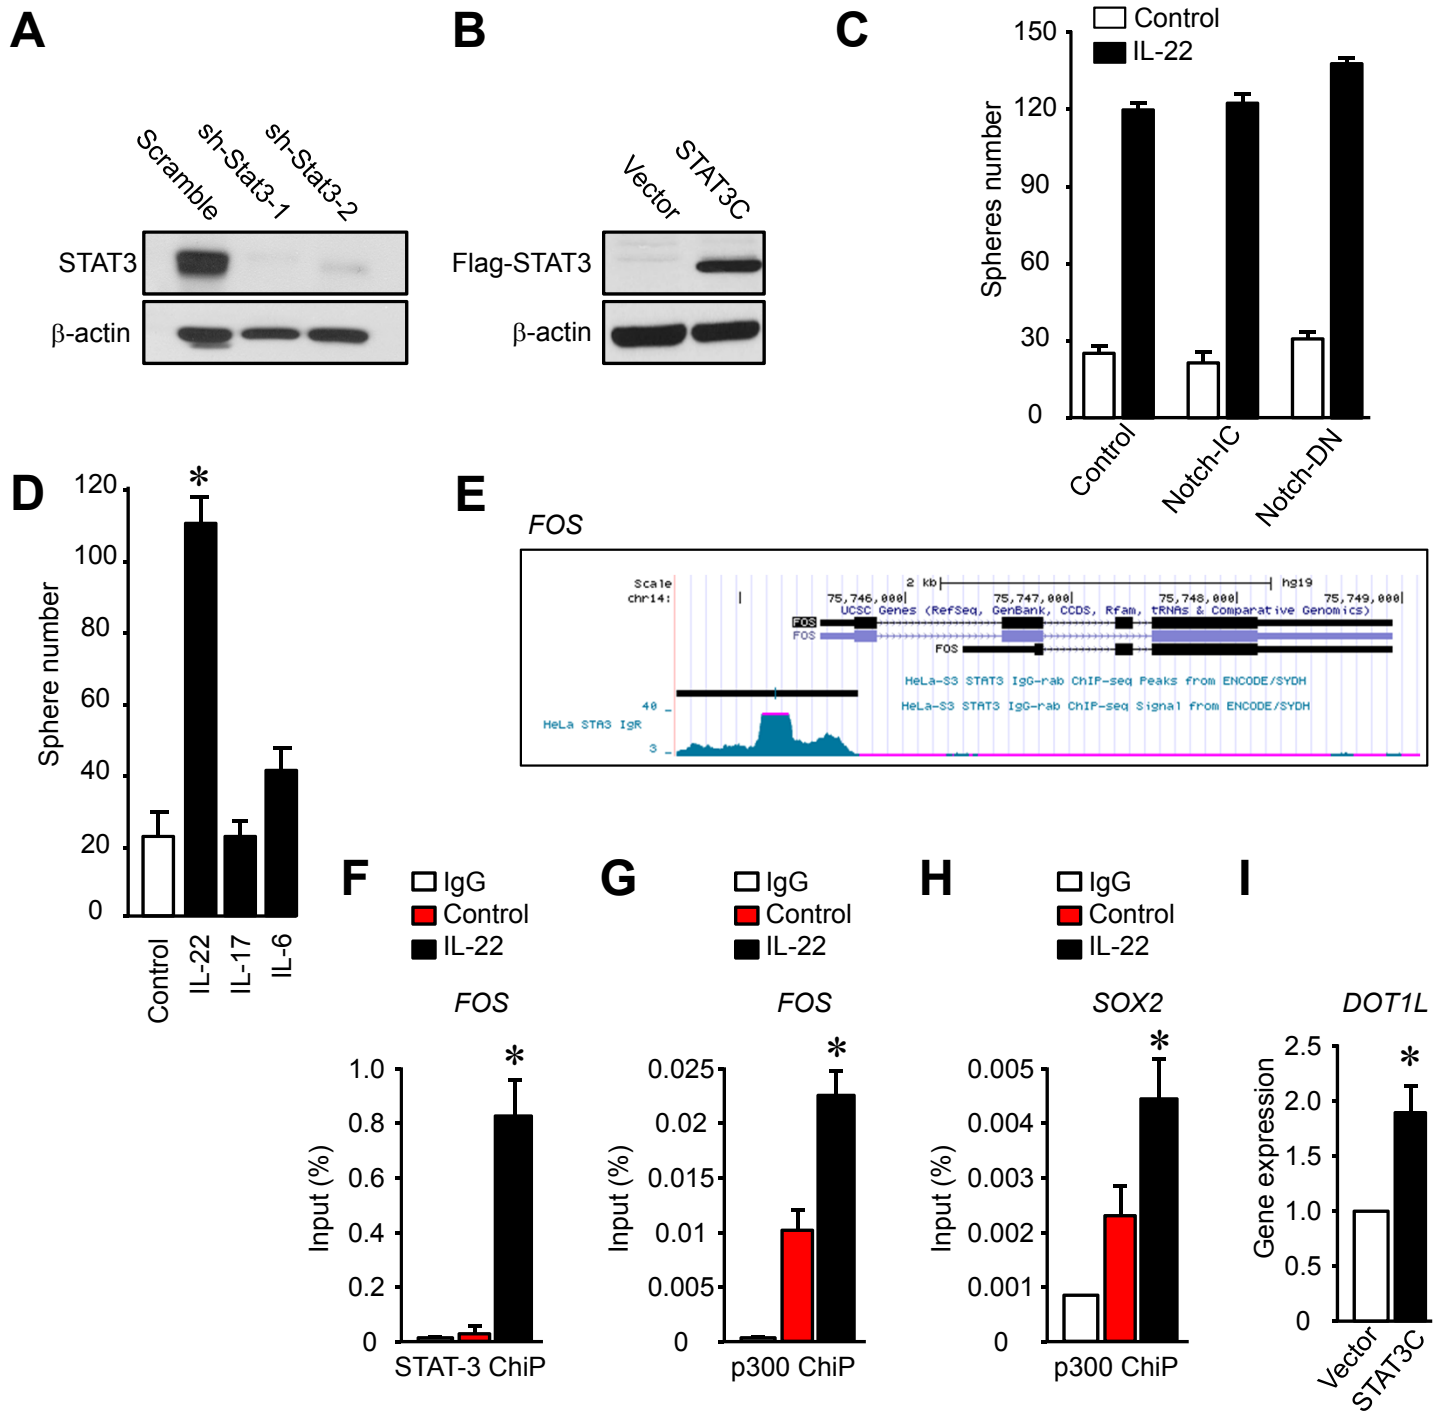 A
Scramble
sh-Stat3-1
sh-Stat3-2
STAT3
β-actin
B
Vector
STAT3C
Flag-STAT3
β-actin
C
Control
IL-22
Spheres number
150
120
90
60
30
0
Control
Notch-IC
Notch-DN
D
Sphere number
120
100
80
60
40
20
0
*
Control
IL-22
IL-17
IL-6
E
FOS
Scale
2 kb
hg19
chr14:
75,746,000
75,747,000
75,748,000
75,749,000
UCSC Genes (RefSeq, GenBank, CCDS, Rfam, tRNAs & Comparative Genomics)
FOS
FOS
FOS
HeLa-S3 STAT3 IgG-rab ChIP-seq Peaks from ENCODE/SYDH
HeLa-S3 STAT3 IgG-rab ChIP-seq Signal from ENCODE/SYDH
40
HeLa STA3 IgR
3
F
IgG
Control
IL-22
FOS
*
Input (%)
1.0
0.8
0.6
0.4
0.2
0
STAT-3 ChiP
G
IgG
Control
IL-22
FOS
*
Input (%)
0.025
0.02
0.015
0.01
0.005
0
p300 ChiP
H
IgG
Control
IL-22
SOX2
*
Input (%)
0.005
0.004
0.003
0.002
0.001
0
p300 ChiP
I
DOT1L
*
Gene expression
2.5
2.0
1.5
1.0
0.5
0
Vector
STAT3C